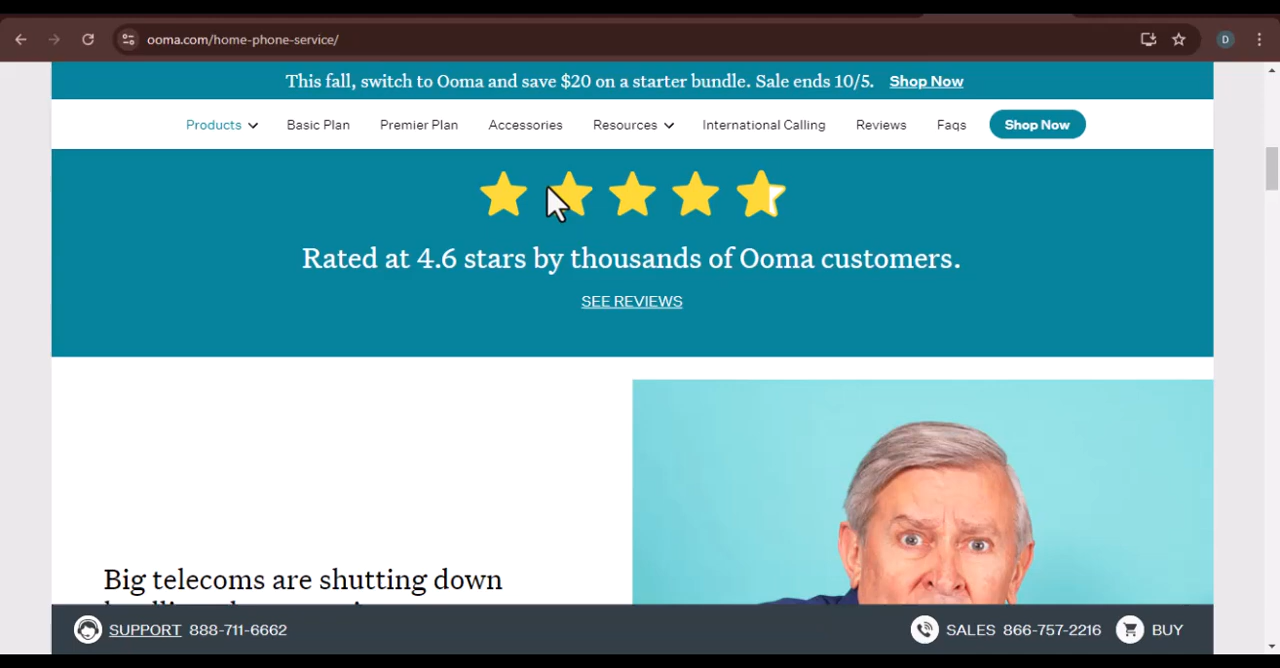 ooma.com/home-phone-service/
D
This fall, switch to Ooma and save $20 on a starter bundle. Sale ends 10/5. Shop Now
Products Basic Plan Premier Plan Accessories Resources International Calling Reviews Faqs Shop Now
Rated at 4.6 stars by thousands of Ooma customers.
SEE REVIEWS
Big telecoms are shutting down
SUPPORT 888-711-6662 SALES 866-757-2216 BUY